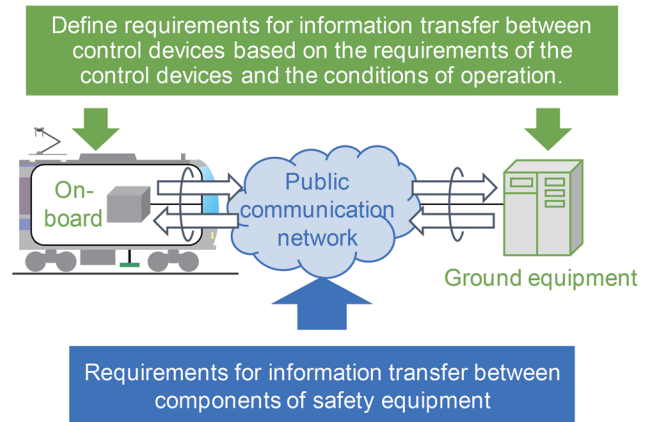 Define requirements for information transfer between
control devices based on the requirements of the
control devices and the conditions of operation.
On-
board
Public
communication
network
Ground equipment
Requirements for information transfer between
components of safety equipment